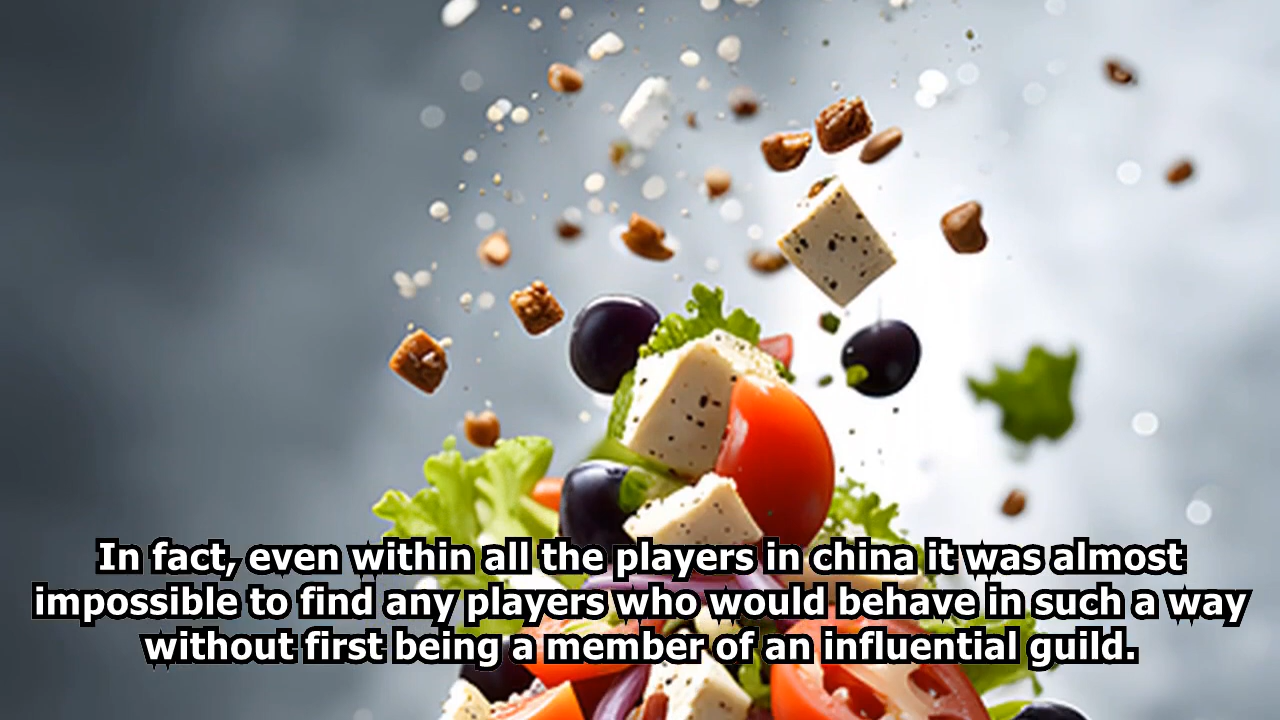 In fact, even within all the players in china it was almost
impossible to find any players who would behave in such a way
without first being a member of an influential guild.